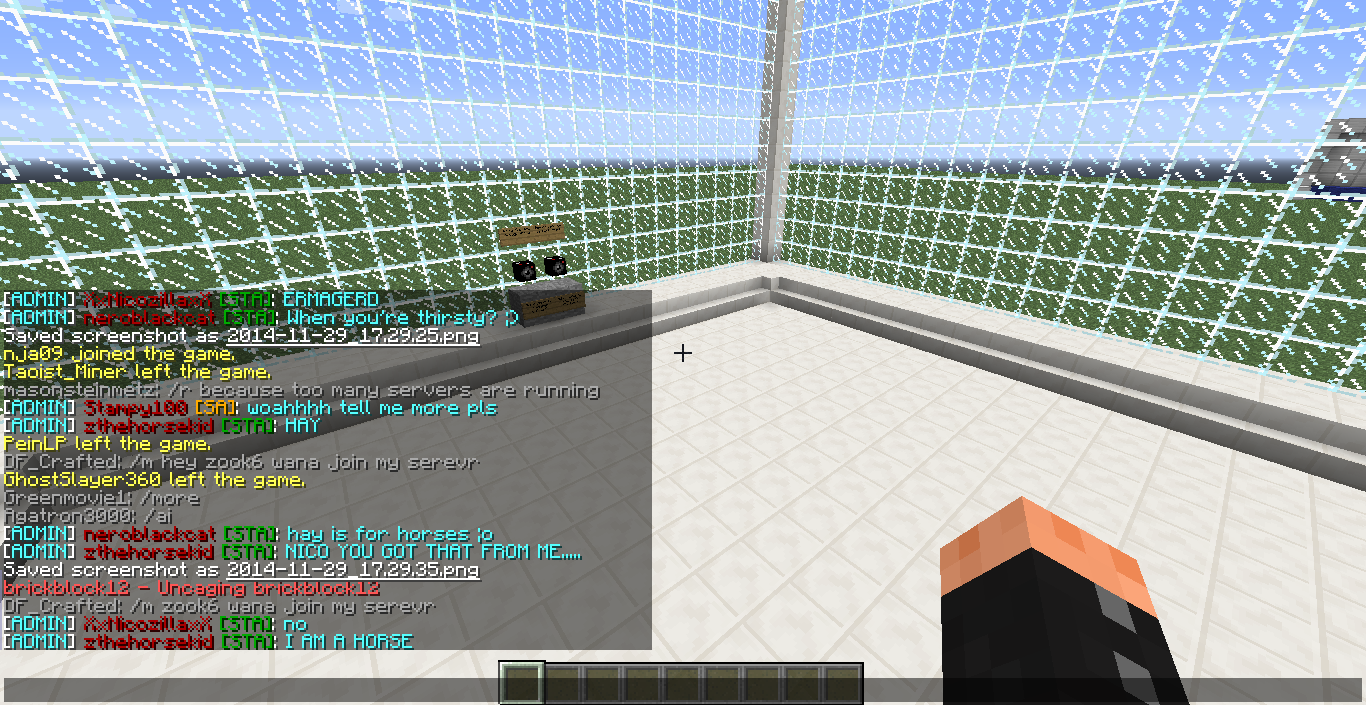 [ADMIN] XxNicozillaxX [STA]: ERMAGERD
[ADMIN] neroblackcat [STA]: When you're thirsty? ;D
Saved screenshot as 2014-11-29_17.29.25.png
nja09 joined the game.
Taoist_Miner left the game.
masonsteinmetz: /r because too many servers are running
[ADMIN] Stampy100 [SA]: woahhhh tell me more pls
[ADMIN] zthehorsekid [STA]: HAY
PeinLP left the game.
DF_Crafted: /m hey zook6 wana join my serevr
GhostSlayer360 left the game.
Greenmovie1: /more
Agatron3000: /ai
[ADMIN] neroblackcat [STA]: hay is for horses ;o
[ADMIN] zthehorsekid [STA]: NICO YOU GOT THAT FROM ME.....
Saved screenshot as 2014-11-29_17.29.35.png
brickblock12 - Uncaging brickblock12
DF_Crafted: /m zook6 wana join my serevr
[ADMIN] XxNicozillaxX [STA]: no
[ADMIN] zthehorsekid [STA]: I AM A HORSE